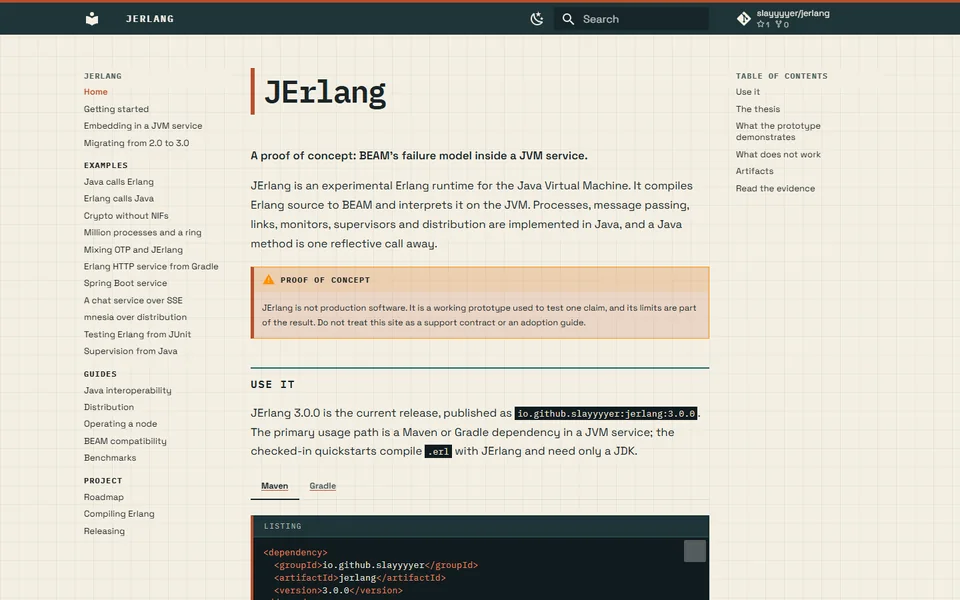 JERLANG
Search
slayyyyer/jerlang
1 0
JERLANG
Home
Getting started
Embedding in a JVM service
Migrating from 2.0 to 3.0
EXAMPLES
Java calls Erlang
Erlang calls Java
Crypto without NIFs
Million processes and a ring
Mixing OTP and JErlang
Erlang HTTP service from Gradle
Spring Boot service
A chat service over SSE
mnesia over distribution
Testing Erlang from JUnit
Supervision from Java
GUIDES
Java interoperability
Distribution
Operating a node
BEAM compatibility
Benchmarks
PROJECT
Roadmap
Compiling Erlang
Releasing
JErlang
A proof of concept: BEAM's failure model inside a JVM service.
JErlang is an experimental Erlang runtime for the Java Virtual Machine. It compiles
Erlang source to BEAM and interprets it on the JVM. Processes, message passing,
links, monitors, supervisors and distribution are implemented in Java, and a Java
method is one reflective call away.
PROOF OF CONCEPT
JErlang is not production software. It is a working prototype used to test one claim, and its limits are part
of the result. Do not treat this site as a support contract or an adoption guide.
USE IT
JErlang 3.0.0 is the current release, published as io.github.slayyyyer:jerlang:3.0.0.
The primary usage path is a Maven or Gradle dependency in a JVM service; the
checked-in quickstarts compile .erl with JErlang and need only a JDK.
Maven Gradle
LISTING
<dependency>
<groupId>io.github.slayyyyer</groupId>
<artifactId>jerlang</artifactId>
<version>3.0.0</version>
TABLE OF CONTENTS
Use it
The thesis
What the prototype
demonstrates
What does not work
Artifacts
Read the evidence